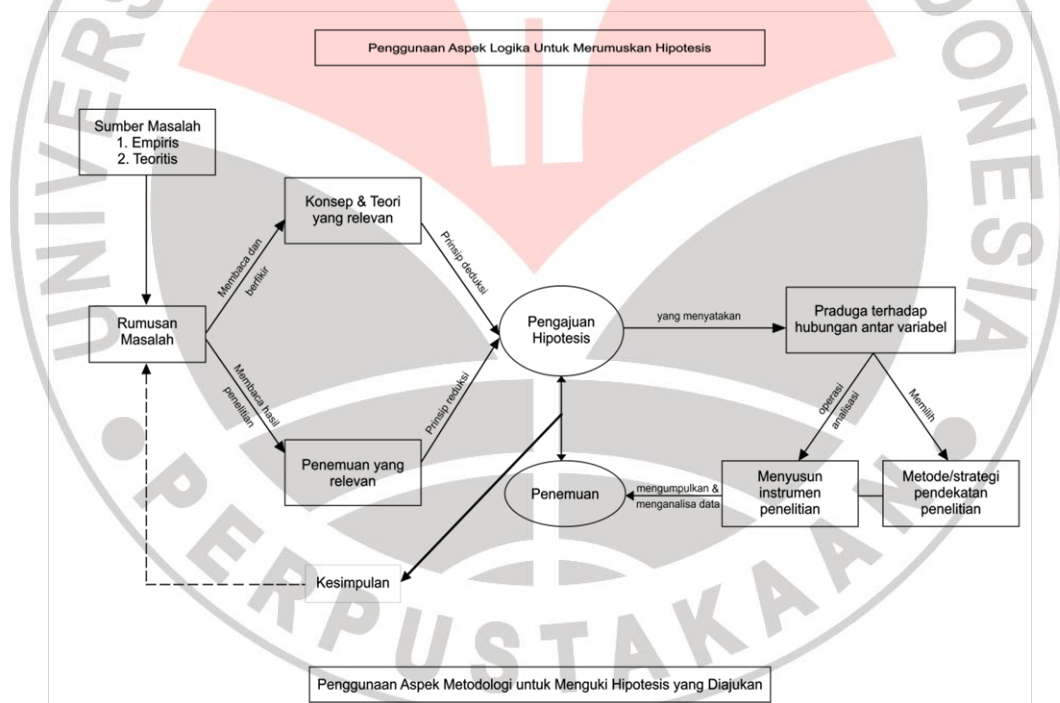 Penggunaan Aspek Logika Untuk Merumuskan Hipotesis
Sumber Masalah
1. Empiris
2. Teoritis
Konsep & Teori
yang relevan
Membaca dan
berfikir
Prinsip deduksi
Rumusan
Masalah
Pengajuan
Hipotesis
yang menyatakan
Praduga terhadap
hubungan antar variabel
Membaca hasil
penelitian
Prinsip reduksi
operasi
analisasi
Memilih
Penemuan yang
relevan
Penemuan
mengumpulkan &
menganalisa data
Menyusun
instrumen
penelitian
Metode/strategi
pendekatan
penelitian
Kesimpulan
Penggunaan Aspek Metodologi untuk Menguki Hipotesis yang Diajukan
PERPUSTAKAAN